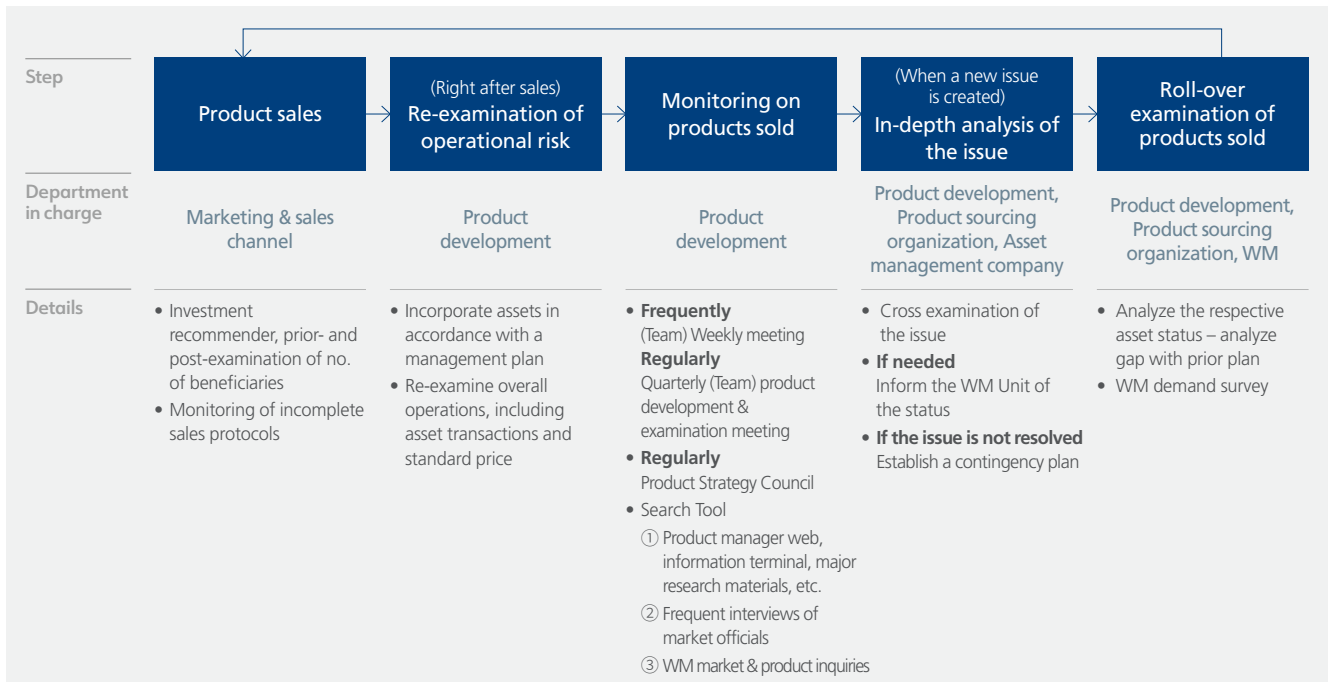 Step
Product sales
(Right after sales)
Re-examination of
operational risk
Monitoring on
products sold
(When a new issue
is created)
In-depth analysis of
the issue
Roll-over
examination of
products sold
Department
in charge
Marketing & sales
channel
Product
development
Product
development
Product development,
Product sourcing
organization, Asset
management company
Product development,
Product sourcing
organization, WM
Details
• Investment
recommender, prior- and
post-examination of no.
of beneficiaries
• Monitoring of incomplete
sales protocols
• Incorporate assets in
accordance with a
management plan
• Re-examine overall
operations, including
asset transactions and
standard price
• Frequently
(Team) Weekly meeting
Regularly
Quarterly (Team) product
development &
examination meeting
• Regularly
Product Strategy Council
• Search Tool
① Product manager web,
information terminal, major
research materials, etc.
② Frequent interviews of
market officials
③ WM market & product inquiries
• Cross examination of
the issue
• If needed
Inform the WM Unit of
the status
• If the issue is not resolved
Establish a contingency plan
• Analyze the respective
asset status – analyze
gap with prior plan
• WM demand survey